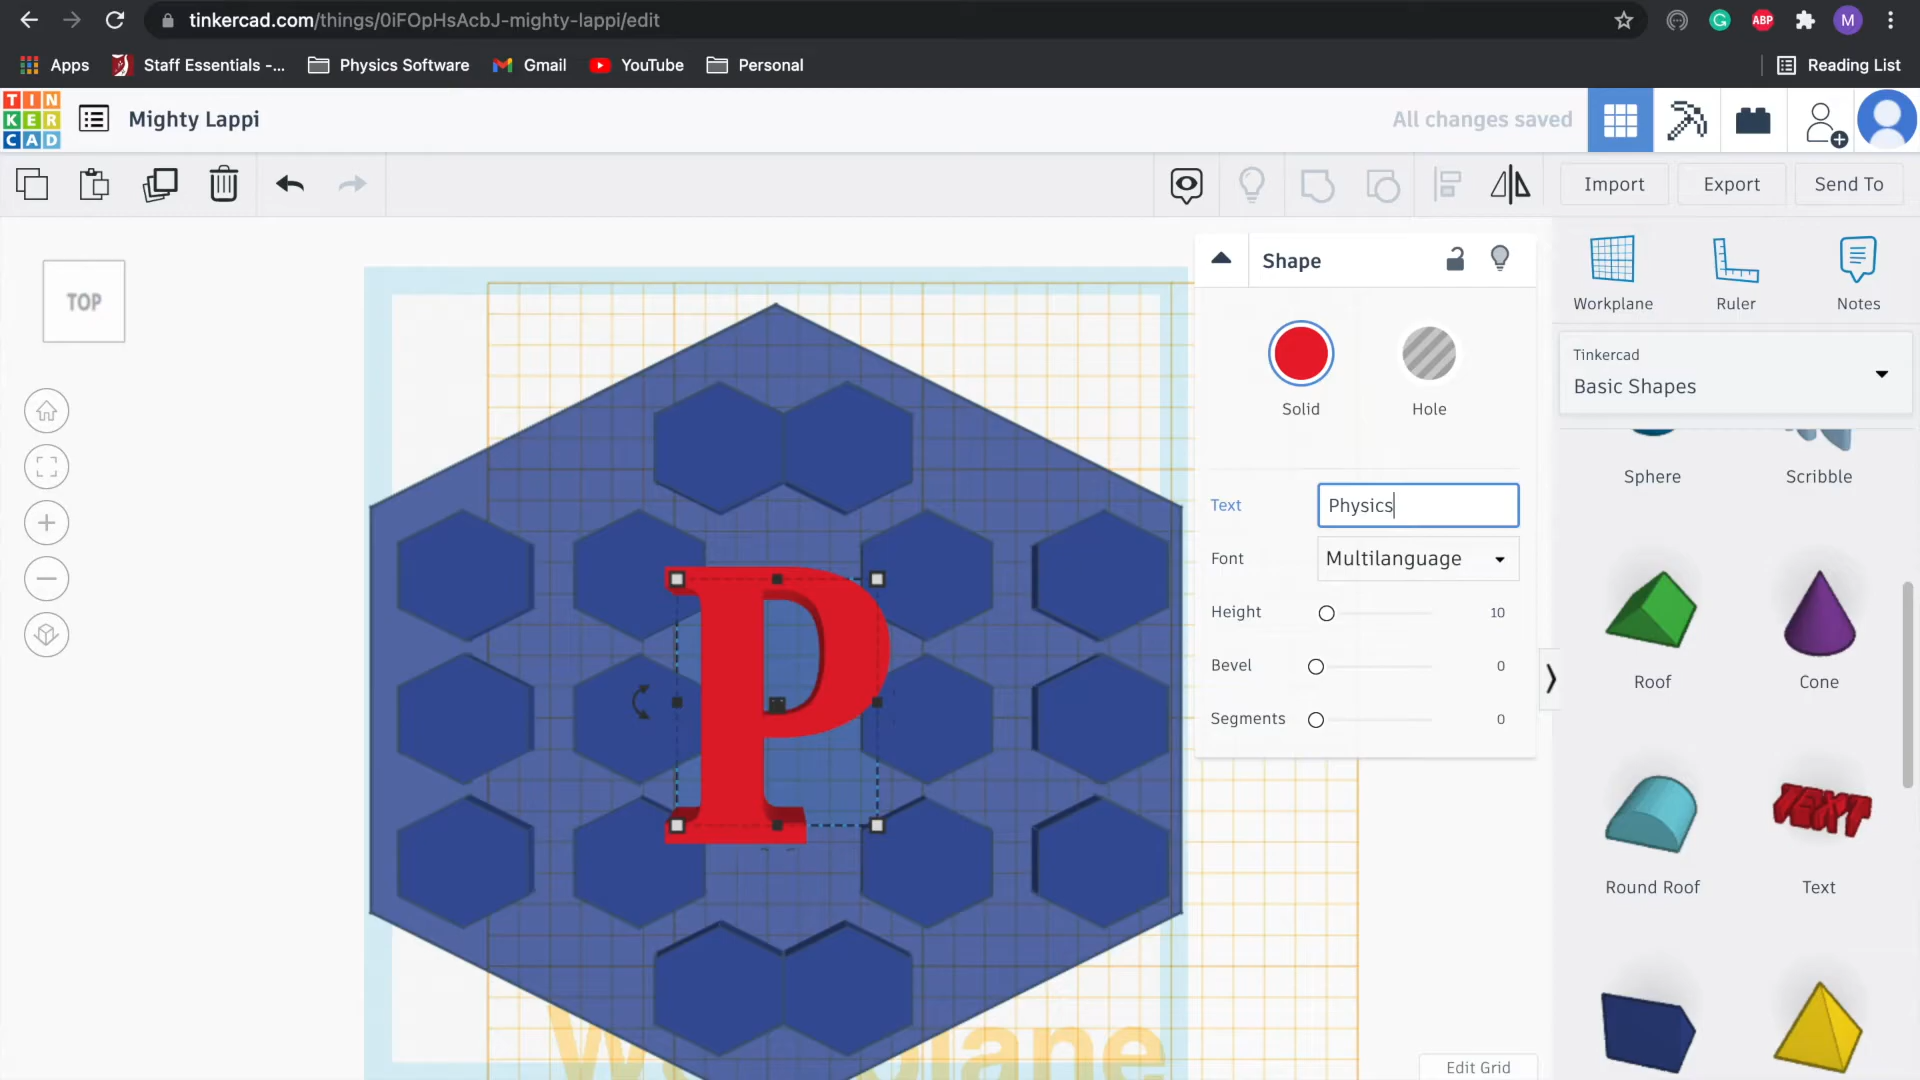 tinkercad.com/things/0iFOpHsAcbJ-mighty-lappi/edit
ABP
M
Apps
Staff Essentials -...
Physics Software
Gmail
YouTube
Personal
Reading List
TIN
KER
CAD
Mighty Lappi
All changes saved
Import
Export
Send To
TOP
Shape
Solid
Hole
Text
Physics
Font
Multilanguage
Height
10
Bevel
0
Segments
0
P
Workplane
Ruler
Notes
Tinkercad
Basic Shapes
Sphere
Scribble
Roof
Cone
Round Roof
TEXT
Text
Edit Grid